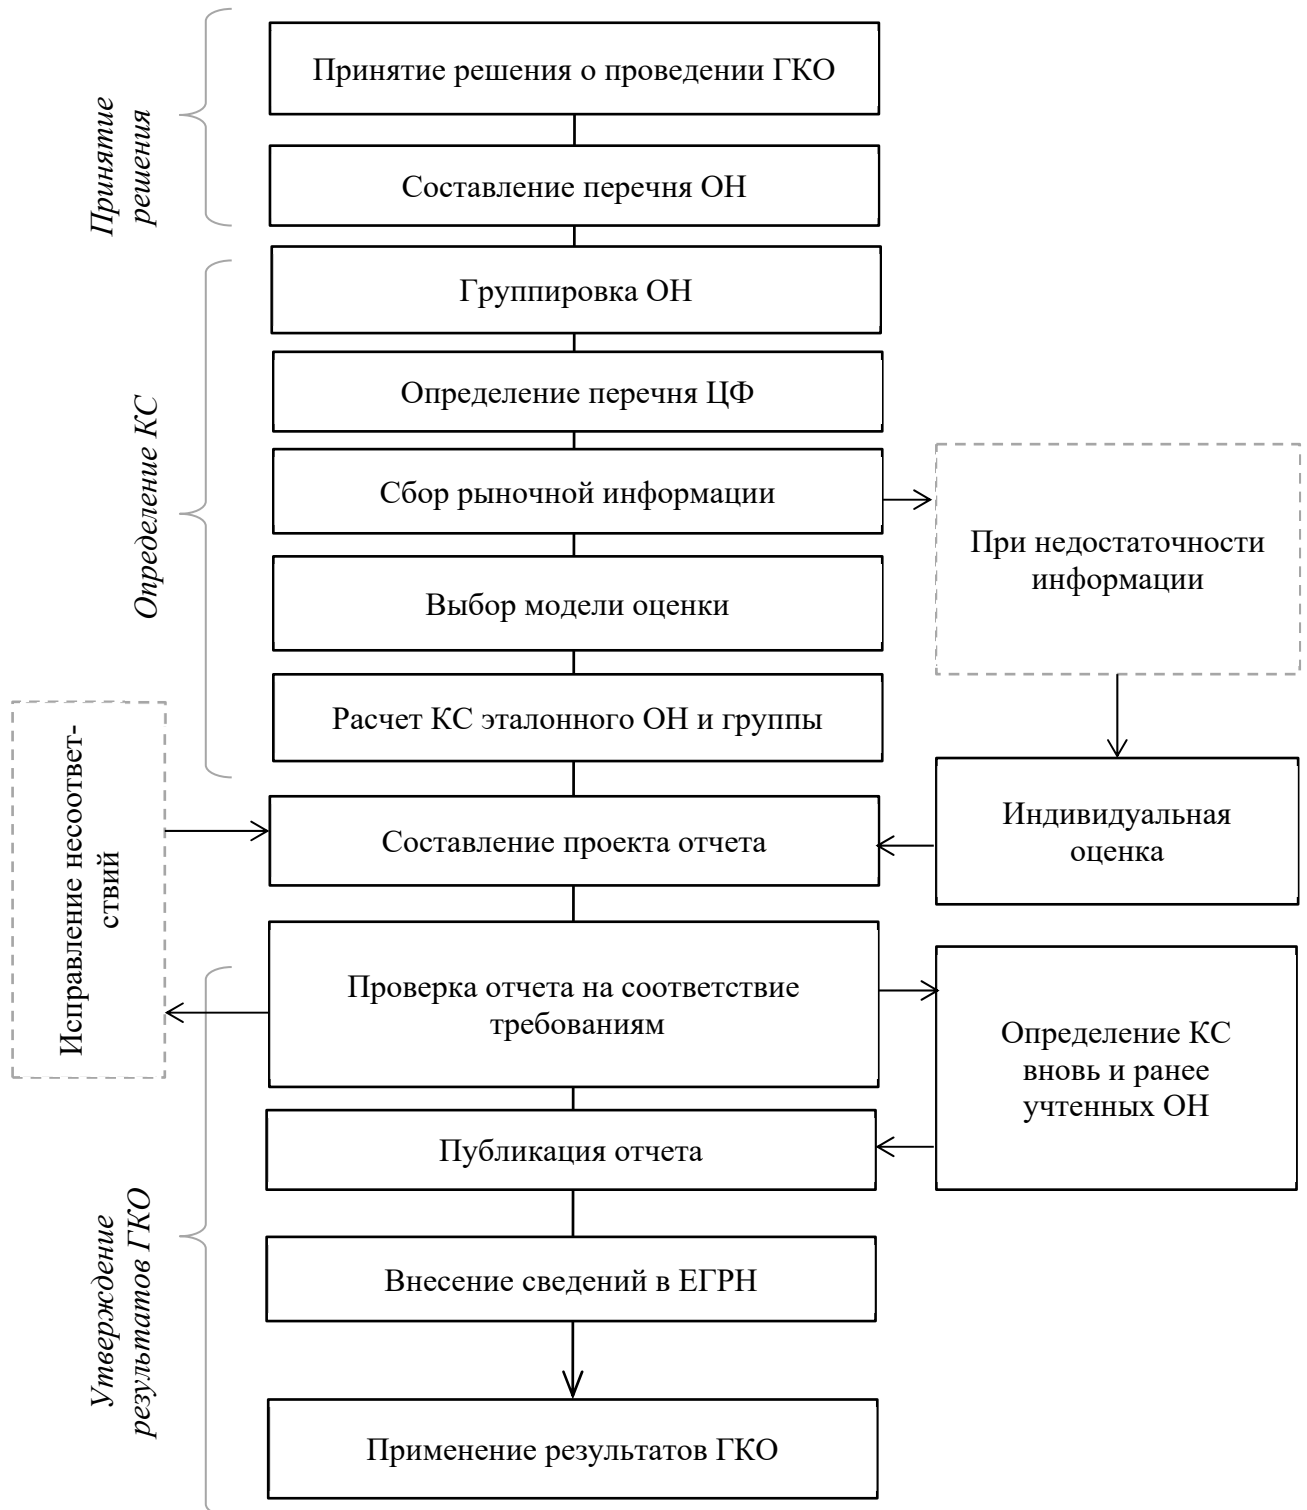 Принятие
решения
Принятие решения о проведении ГКО
Составление перечня ОН
Определение КС
Группировка ОН
Определение перечня ЦФ
Сбор рыночной информации
При недостаточности
информации
Выбор модели оценки
Расчет КС эталонного ОН и группы
Исправление несоответ-
ствий
Составление проекта отчета
Индивидуальная
оценка
Проверка отчета на соответствие
требованиям
Определение КС
вновь и ранее
учтенных ОН
Утверждение
результатов ГКО
Публикация отчета
Внесение сведений в ЕГРН
Применение результатов ГКО